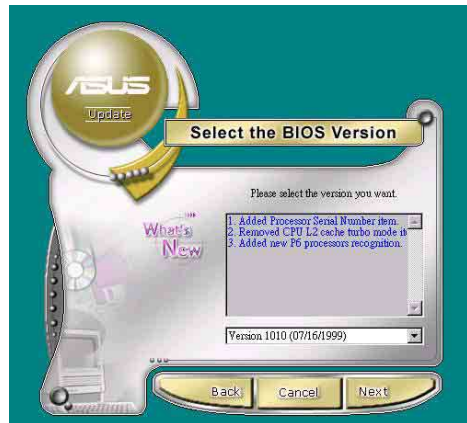 ASUS
Update
Select the BIOS Version
Please select the version you want.
What's
New
1. Added Processor Serial Number item.
2. Removed CPU L2 cache turbo mode it
3. Added new P6 processors recognition.
Version 1010 (07/16/1999)
Back Cancel Next